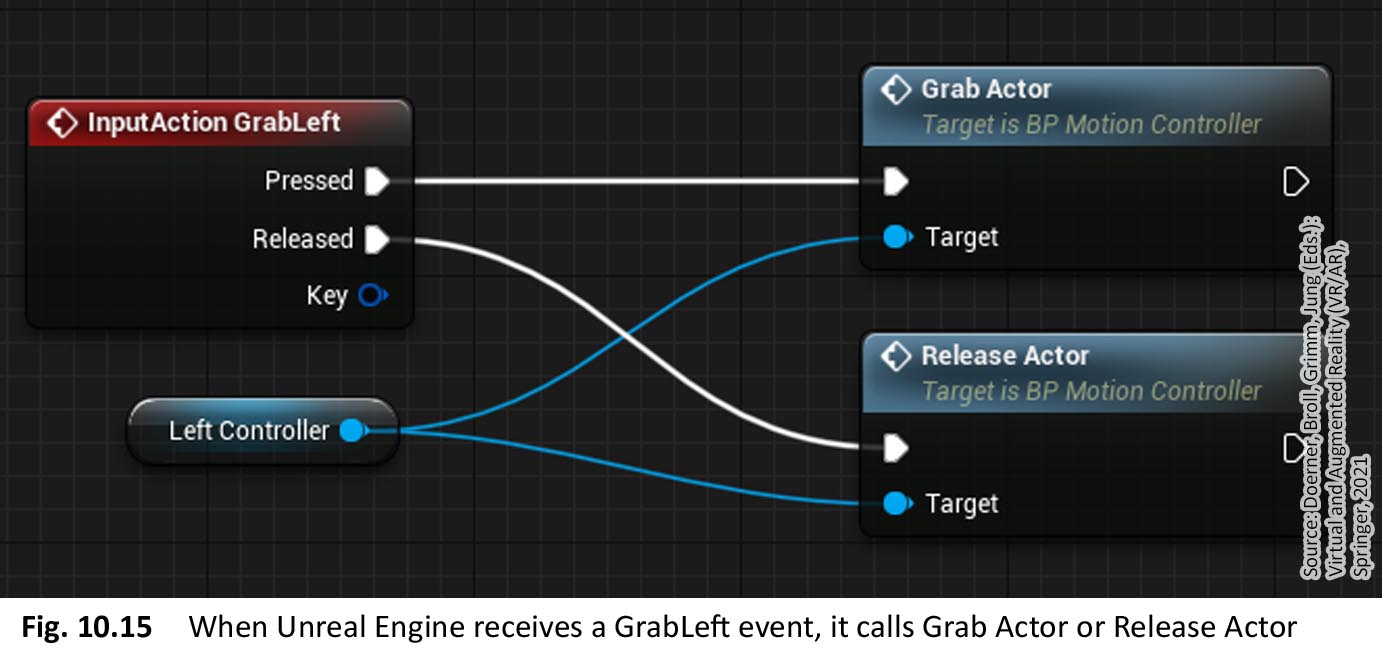 InputAction GrabLeft
Pressed
Released
Key
Left Controller
Grab Actor
Target is BP Motion Controller
Target
Release Actor
Target is BP Motion Controller
Target
Source: Doerner, Broll, Grimm, Jung (Eds.):
Virtual and Augmented Reality (VR/AR),
Springer, 2021
Fig. 10.15 When Unreal Engine receives a GrabLeft event, it calls Grab Actor or Release Actor